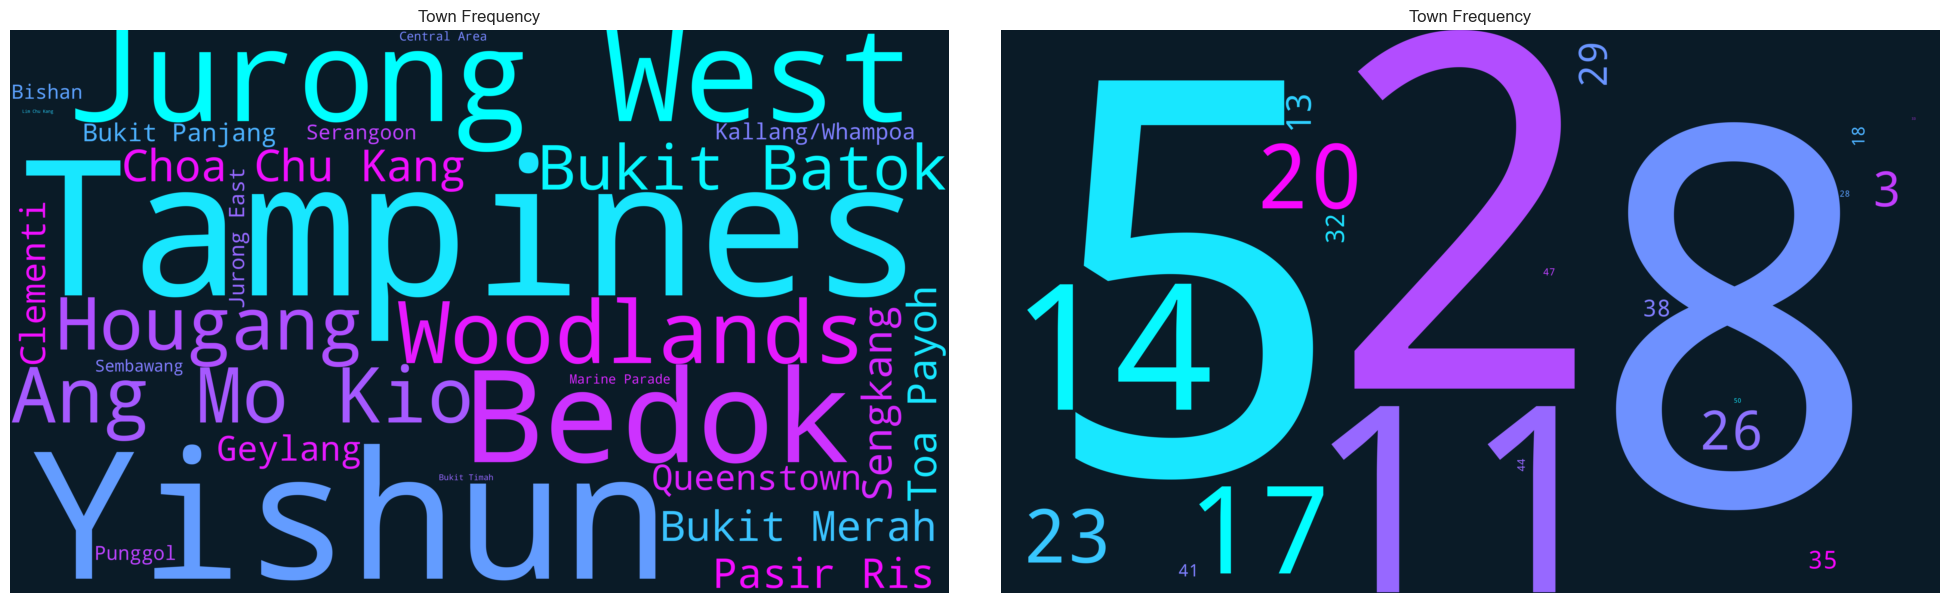 Town Frequency
Central Area
Jurong West
Bishan
Lim Chu Kang
Bukit Panjang
Serangoon
Kallang/Whampoa
Choa Chu Kang
Bukit Batok
Tampines
Jurong East
Clementi
Hougang
Woodlands
Sengkang
Toa Payoh
Sembawang
Marine Parade
Ang Mo Kio
Bedok
Geylang
Queenstown
Bukit Timah
Yishun
Bukit Merah
Punggol
Pasir Ris
Town Frequency
5
2
29
13
18
8
20
3
28
32
47
14
38
50
11
26
44
17
23
41
35